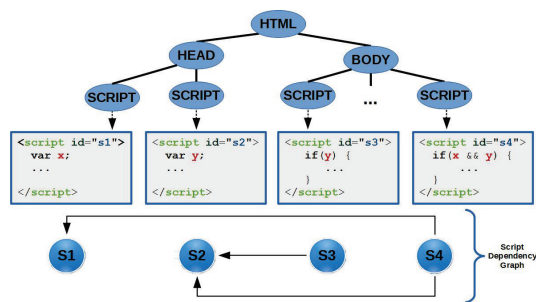 HTML
HEAD
BODY
SCRIPT
SCRIPT
SCRIPT
...
SCRIPT
<script id="s1">
var x;
...
</script>
<script id="s2">
var y;
...
</script>
<script id="s3">
if(y) {
...
}
</script>
<script id="s4">
if(x && y) {
...
}
</script>
S1
S2
S3
S4
Script
Dependency
Graph